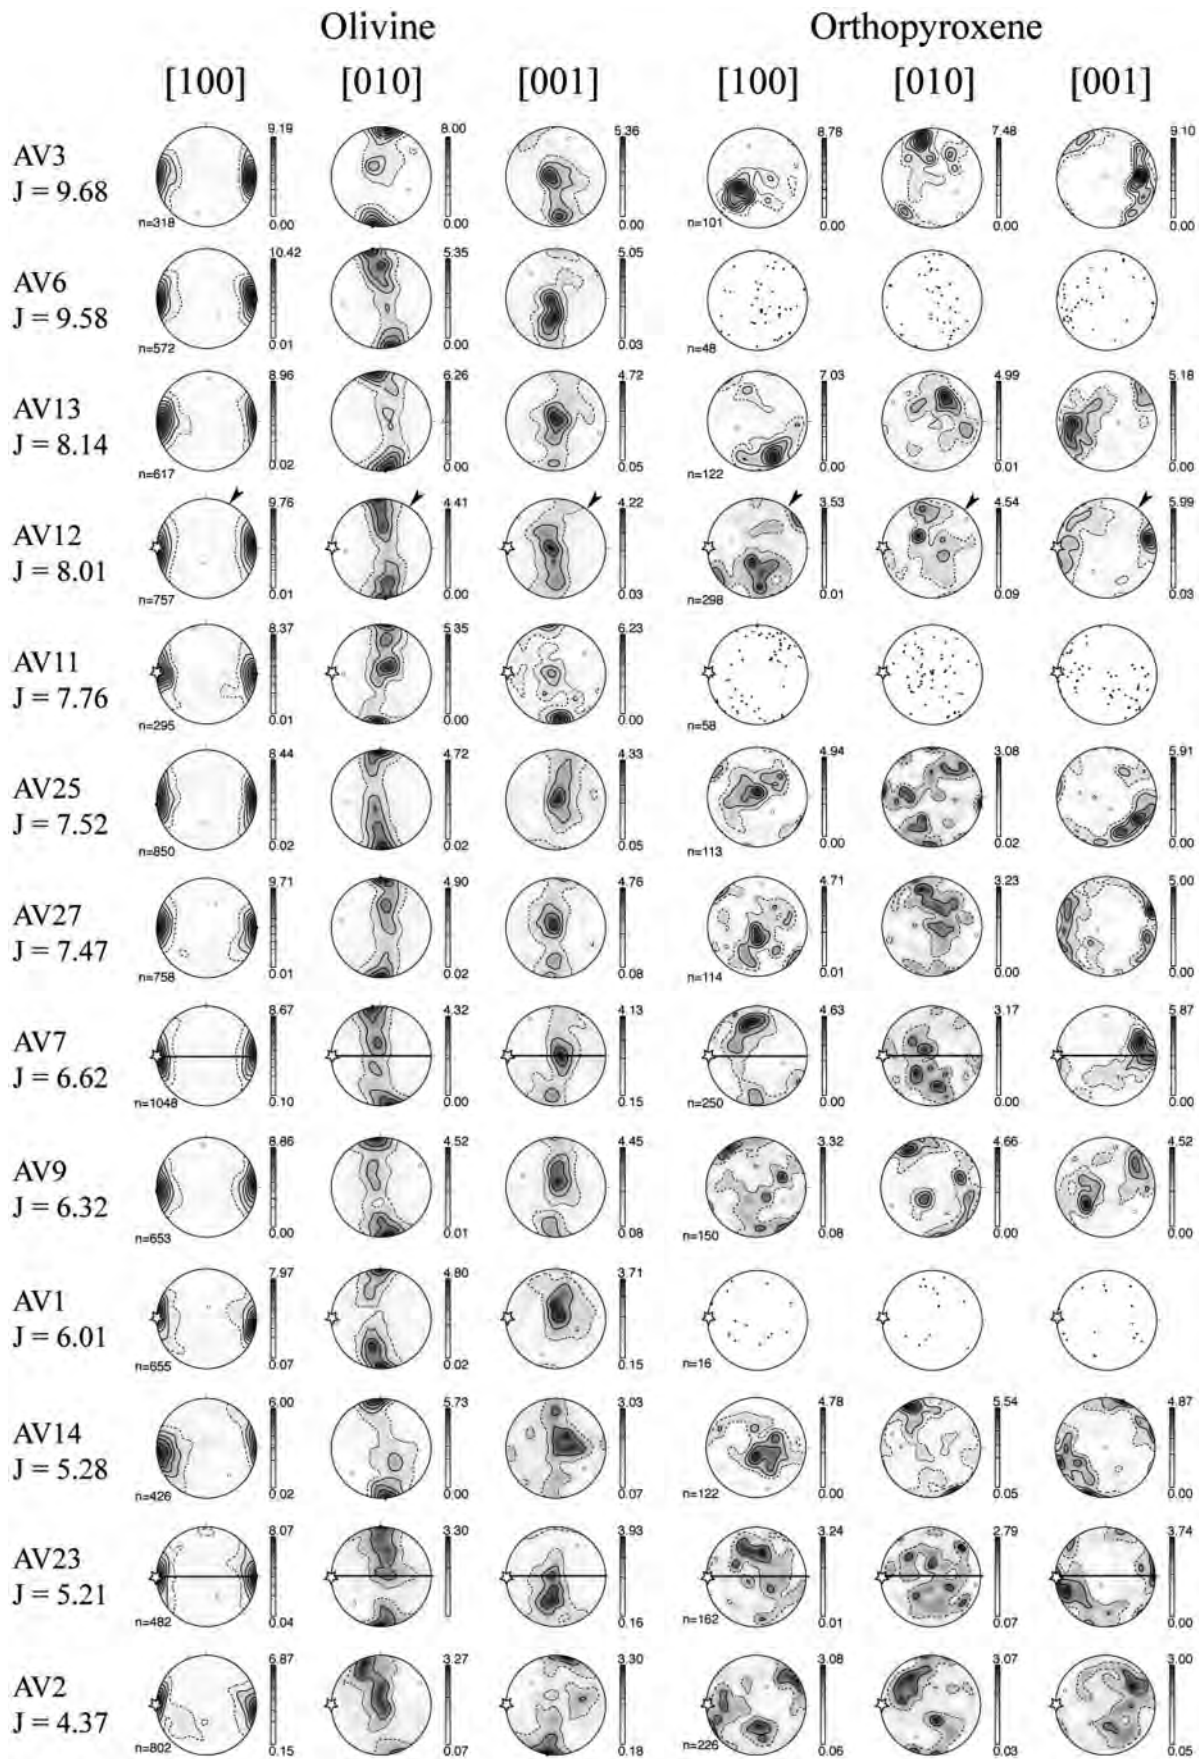 Olivine Orthopyroxene
[100] [010] [001] [100] [010] [001]
AV3
J = 9.68
9.19 8.00 5.36 8.78 7.48 9.10
n=318 0.00 0.00 0.00 n=101 0.00 0.00 0.00
AV6
J = 9.58
10.42 5.35 5.05
n=572 0.01 0.00 0.03 n=48
AV13
J = 8.14
8.96 6.26 4.72 7.03 4.99 5.18
n=617 0.02 0.00 0.05 n=122 0.00 0.01 0.00
AV12
J = 8.01
9.76 4.41 4.22 3.53 4.54 5.99
n=757 0.01 0.00 0.03 n=298 0.01 0.09 0.03
AV11
J = 7.76
8.37 5.35 6.23
n=295 0.01 0.00 0.00 n=58
AV25
J = 7.52
8.44 4.72 4.33 4.94 3.08 5.91
n=850 0.02 0.02 0.05 n=113 0.00 0.02 0.00
AV27
J = 7.47
9.71 4.90 4.76 4.71 3.23 5.00
n=758 0.01 0.02 0.08 n=114 0.01 0.00 0.00
AV7
J = 6.62
8.67 4.32 4.13 4.63 3.17 5.87
n=1048 0.10 0.00 0.15 n=250 0.00 0.00 0.00
AV9
J = 6.32
8.86 4.52 4.45 3.32 4.66 4.52
n=653 0.00 0.01 0.08 n=150 0.08 0.00 0.00
AV1
J = 6.01
7.97 4.80 3.71
n=655 0.07 0.02 0.15 n=16
AV14
J = 5.28
6.00 5.73 3.03 4.78 5.54 4.87
n=426 0.02 0.00 0.07 n=122 0.00 0.05 0.00
AV23
J = 5.21
8.07 3.30 3.93 3.24 2.79 3.74
n=482 0.04 0.16 n=162 0.01 0.07 0.00
AV2
J = 4.37
6.87 3.27 3.30 3.08 3.07 3.00
n=802 0.15 0.07 0.18 n=226 0.06 0.03 0.05